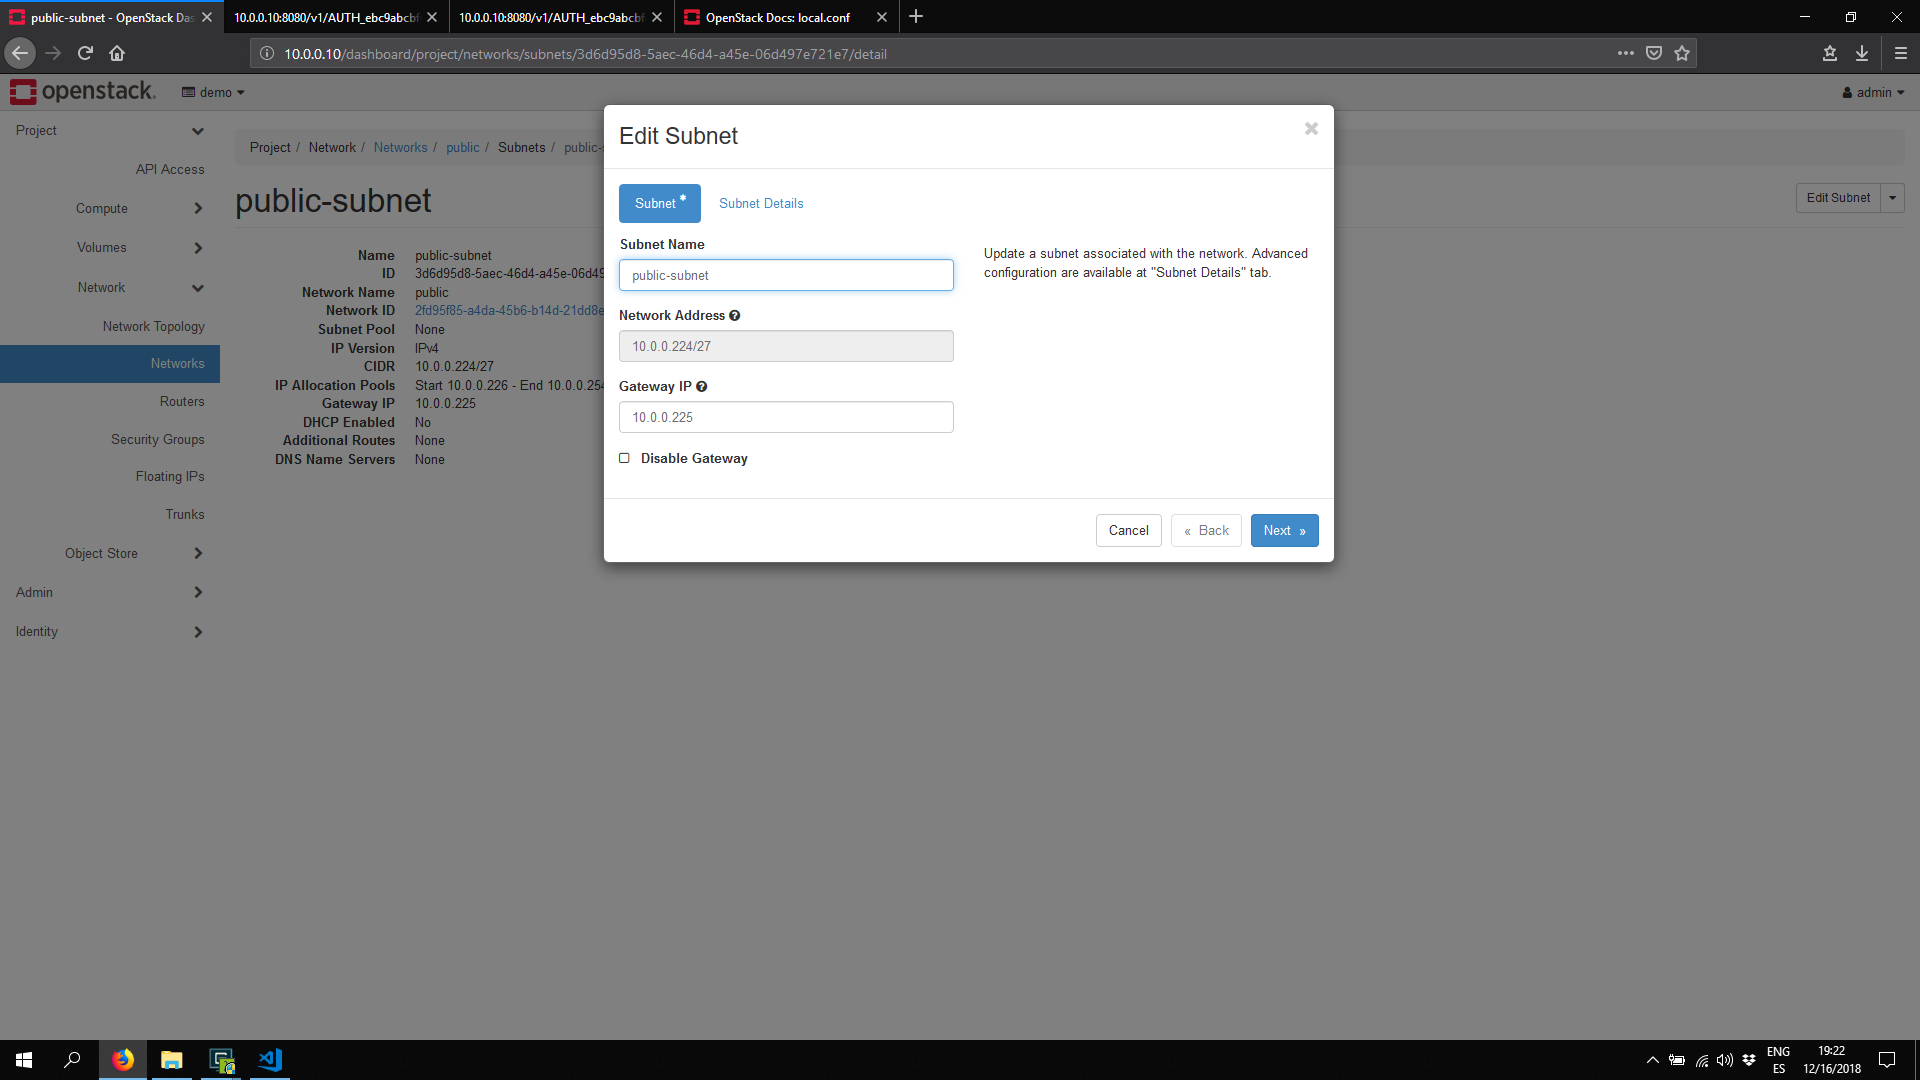 public-subnet - OpenStack Das
10.0.0.10:8080/v1/AUTH_ebc9abcbf
10.0.0.10:8080/v1/AUTH_ebc9abcbf
OpenStack Docs: local.conf
10.0.0.10/dashboard/project/networks/subnets/3d6d95d8-5aec-46d4-a45e-06d497e721e7/detail
openstack.
demo
admin
Project
API Access
Compute
Volumes
Network
Network Topology
Networks
Routers
Security Groups
Floating IPs
Trunks
Object Store
Admin
Identity
Project / Network / Networks / public / Subnets / public-s
public-subnet
Edit Subnet
Name public-subnet
ID 3d6d95d8-5aec-46d4-a45e-06d49
Network Name public
Network ID 2fd95f85-a4da-45b6-b14d-21dd8e
Subnet Pool None
IP Version IPv4
CIDR 10.0.0.224/27
IP Allocation Pools Start 10.0.0.226 - End 10.0.0.254
Gateway IP 10.0.0.225
DHCP Enabled No
Additional Routes None
DNS Name Servers None
Edit Subnet
Subnet *
Subnet Details
Subnet Name
public-subnet
Network Address
10.0.0.224/27
Gateway IP
10.0.0.225
Disable Gateway
Update a subnet associated with the network. Advanced
configuration are available at "Subnet Details" tab.
Cancel
« Back
Next »
ENG
ES
19:22
12/16/2018